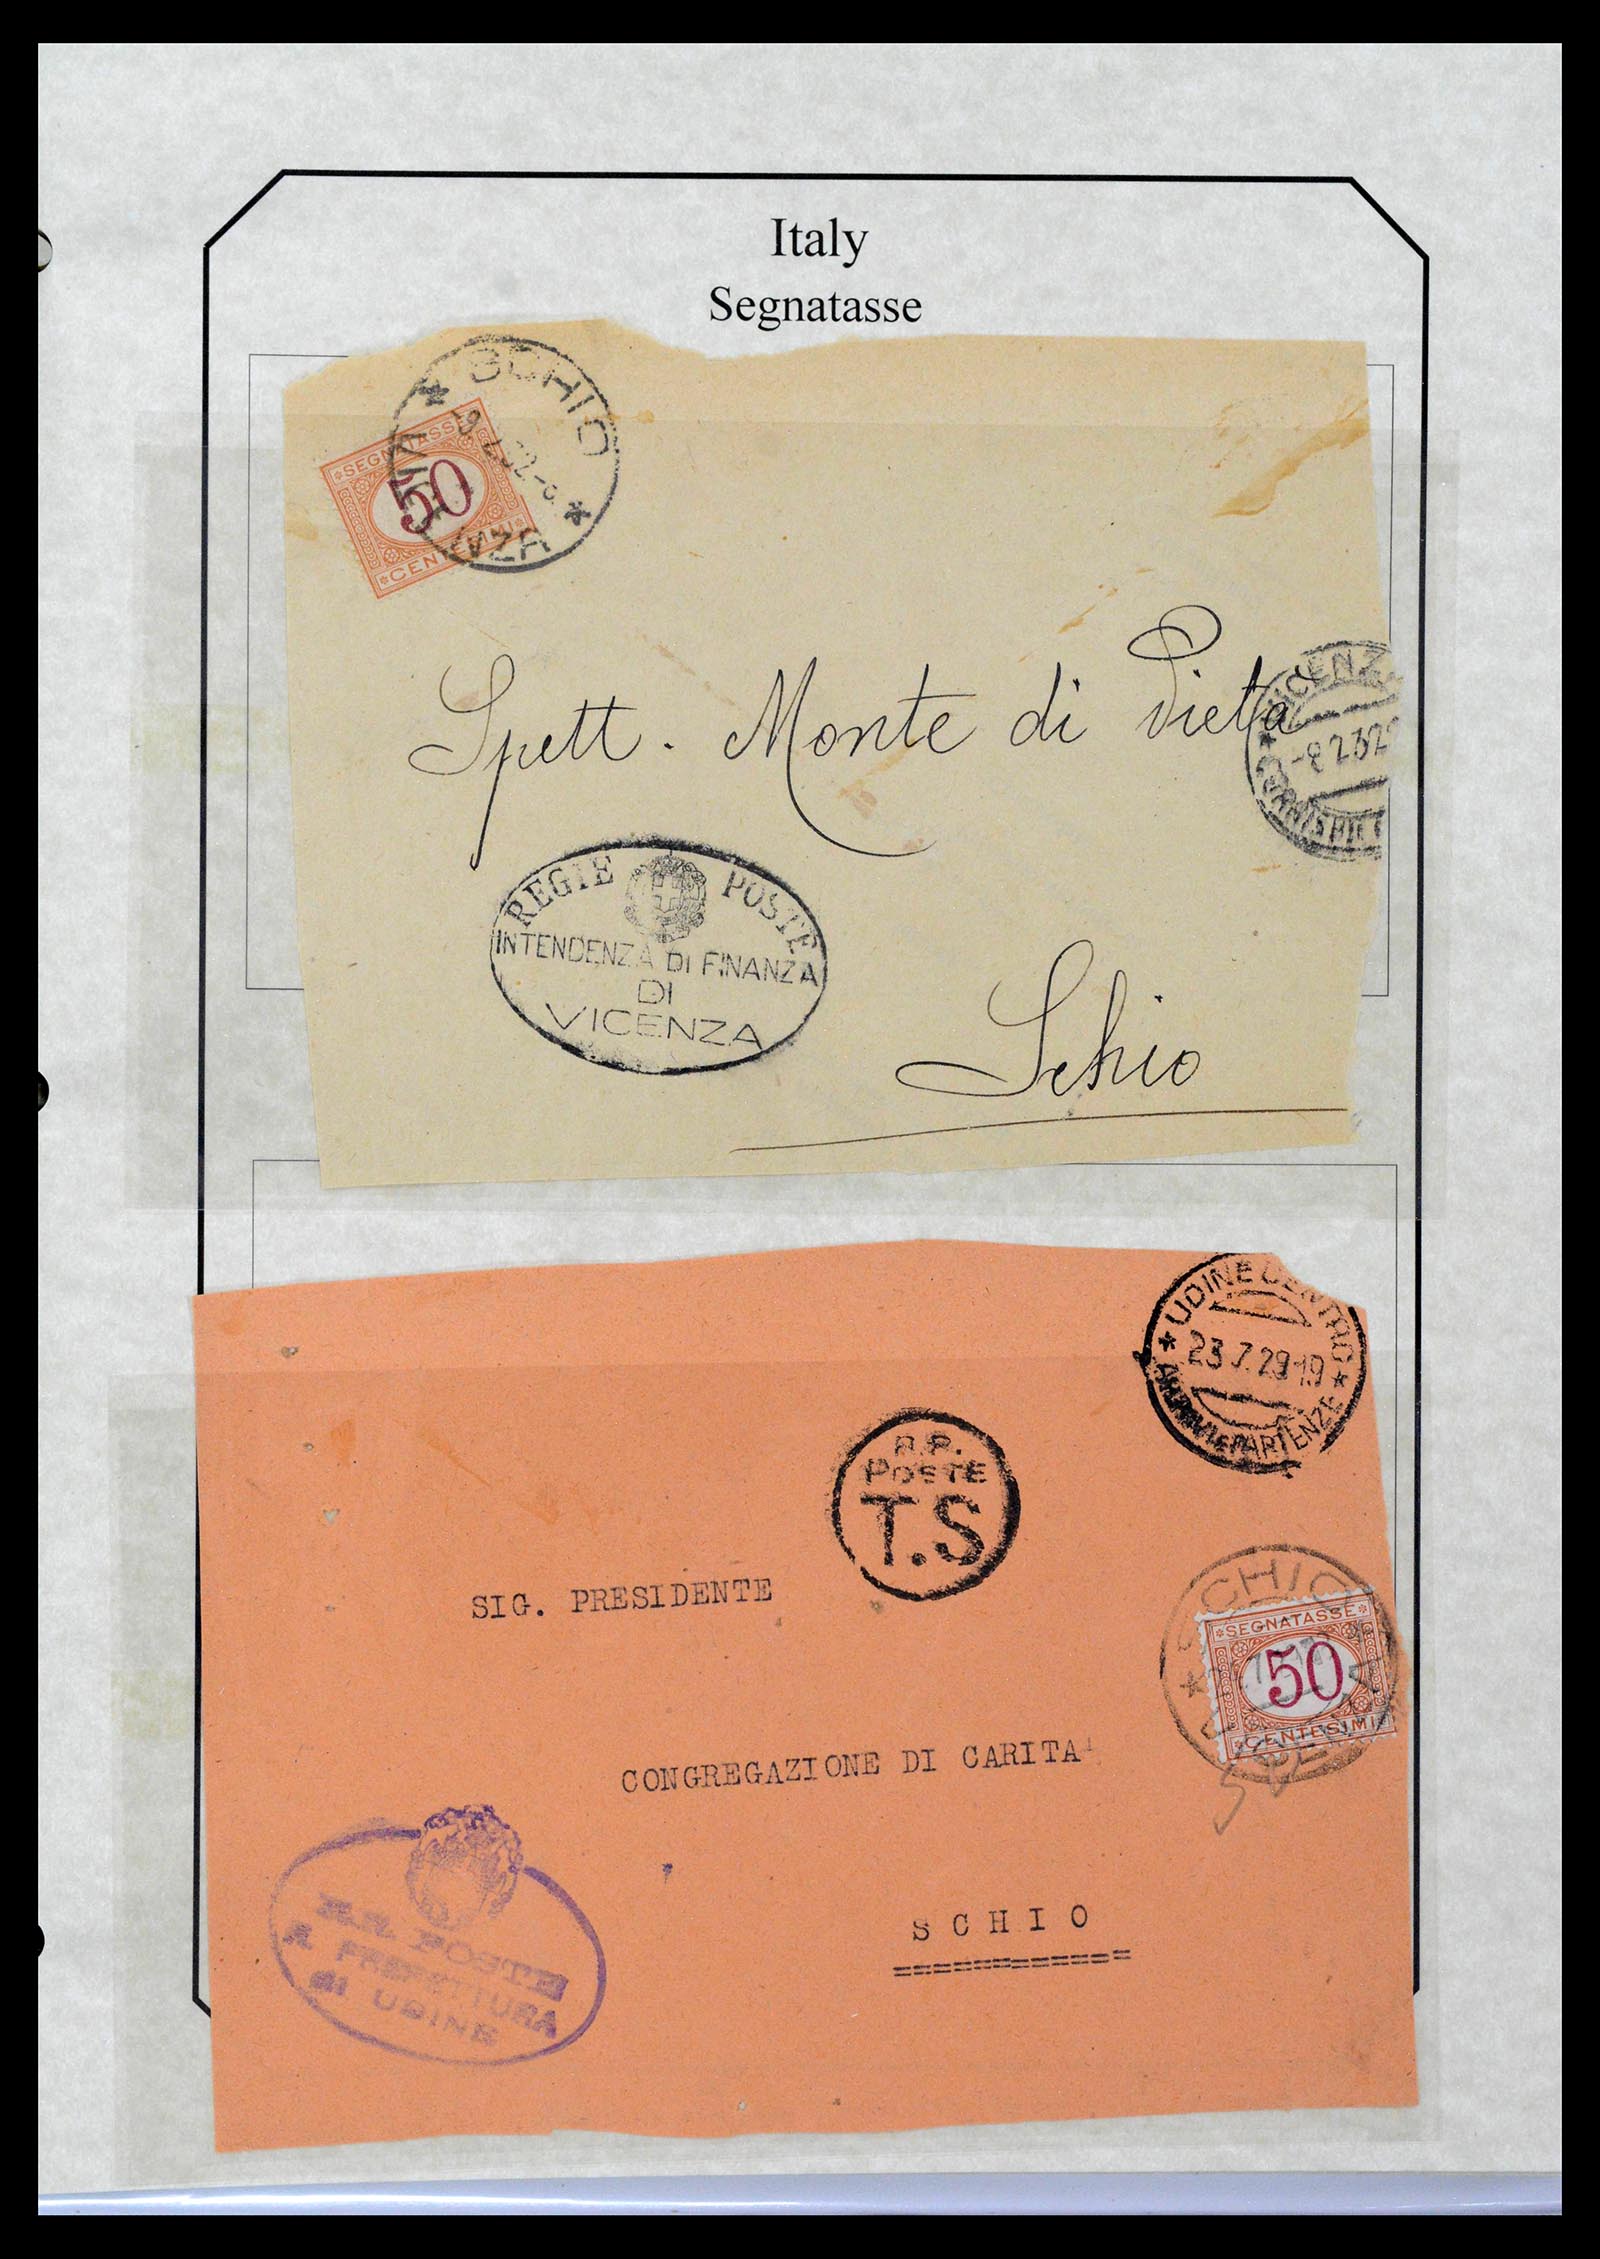 Italy
Segnatasse
* SCHIO *
*SEGNATASSE
50
*CENTESIMI*
Spett. Monte di Pietà
REGIE POSTE
INTENDENZA DI FINANZA
DI
VICENZA
Schio
* UDINE CENTRO *
23 7.29-19
PARTENZE
R.R.
POSTE
T.S
SIG. PRESIDENTE
SCHIO
*SEGNATASSE*
50
*CENTESIMI*
CONGREGAZIONE DI CARITA'
R.R. POSTE
R. PREFETTURA
di UDINE
SCHIO